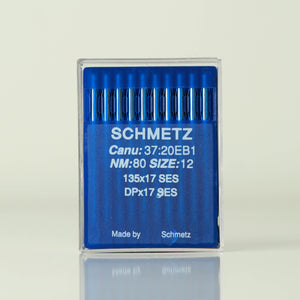 SCHMETZ
Canu: 37:20EB1
NM:80 SIZE:12
135x17 SES
DPx17 SES
Made by Schmetz